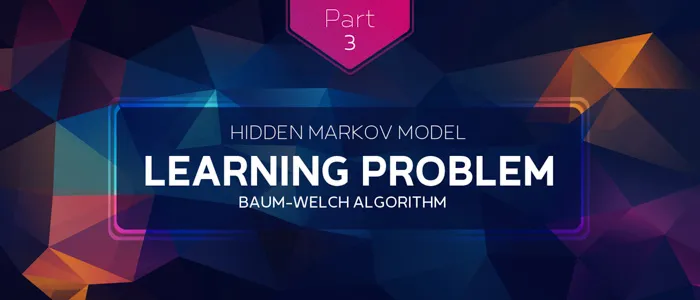 Part
3
HIDDEN MARKOV MODEL
LEARNING PROBLEM
BAUM-WELCH ALGORITHM